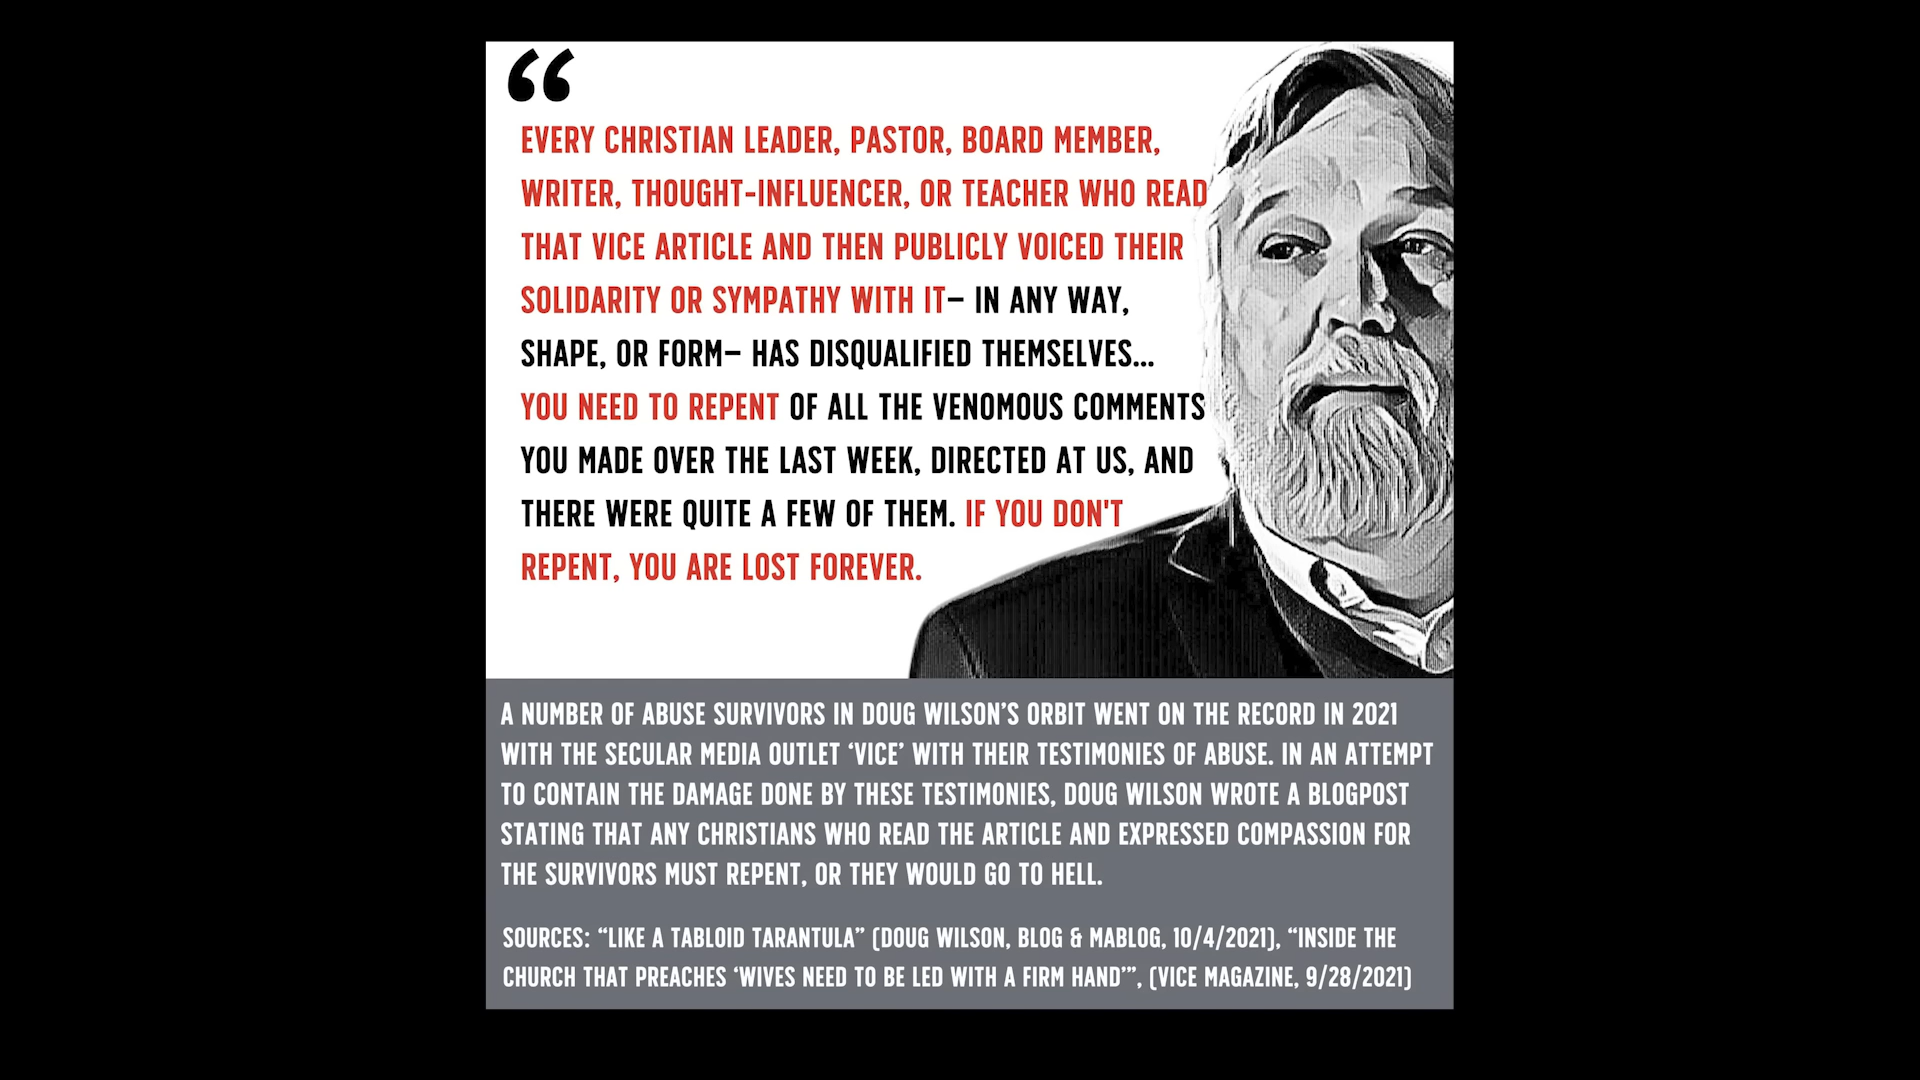 “
EVERY CHRISTIAN LEADER, PASTOR, BOARD MEMBER,
WRITER, THOUGHT-INFLUENCER, OR TEACHER WHO READ
THAT VICE ARTICLE AND THEN PUBLICLY VOICED THEIR
SOLIDARITY OR SYMPATHY WITH IT– IN ANY WAY,
SHAPE, OR FORM– HAS DISQUALIFIED THEMSELVES...
YOU NEED TO REPENT OF ALL THE VENOMOUS COMMENTS
YOU MADE OVER THE LAST WEEK, DIRECTED AT US, AND
THERE WERE QUITE A FEW OF THEM. IF YOU DON'T
REPENT, YOU ARE LOST FOREVER.
A NUMBER OF ABUSE SURVIVORS IN DOUG WILSON’S ORBIT WENT ON THE RECORD IN 2021
WITH THE SECULAR MEDIA OUTLET ‘VICE’ WITH THEIR TESTIMONIES OF ABUSE. IN AN ATTEMPT
TO CONTAIN THE DAMAGE DONE BY THESE TESTIMONIES, DOUG WILSON WROTE A BLOGPOST
STATING THAT ANY CHRISTIANS WHO READ THE ARTICLE AND EXPRESSED COMPASSION FOR
THE SURVIVORS MUST REPENT, OR THEY WOULD GO TO HELL.
SOURCES: “LIKE A TABLOID TARANTULA” (DOUG WILSON, BLOG & MABLOG, 10/4/2021), “INSIDE THE
CHURCH THAT PREACHES ‘WIVES NEED TO BE LED WITH A FIRM HAND’”, (VICE MAGAZINE, 9/28/2021)